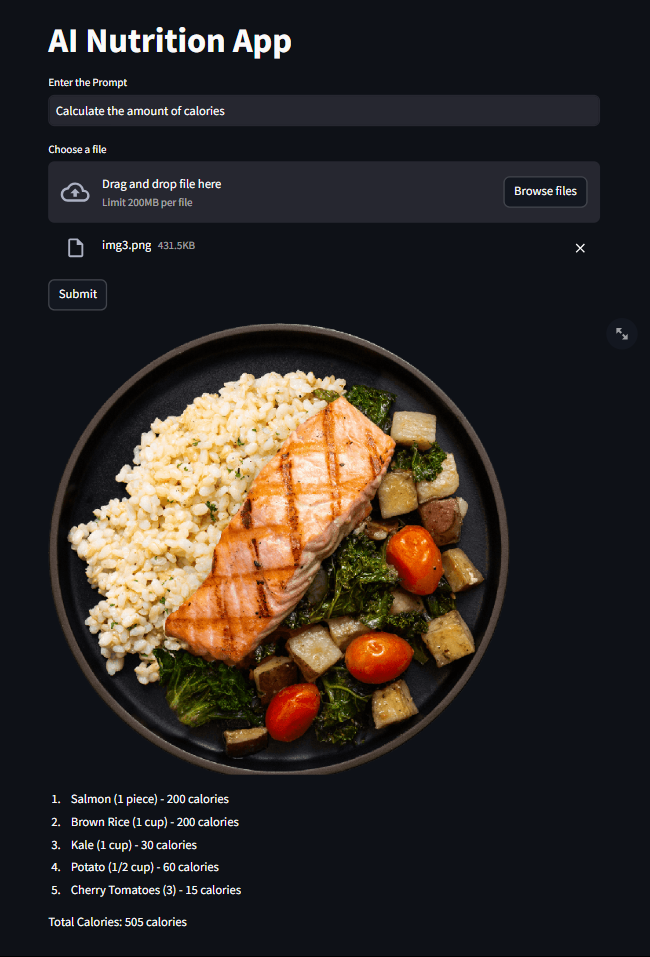 AI Nutrition App
Enter the Prompt
Calculate the amount of calories
Choose a file
Drag and drop file here
Limit 200MB per file
Browse files
img3.png 431.5KB
Submit
1. Salmon (1 piece) - 200 calories
2. Brown Rice (1 cup) - 200 calories
3. Kale (1 cup) - 30 calories
4. Potato (1/2 cup) - 60 calories
5. Cherry Tomatoes (3) - 15 calories
Total Calories: 505 calories